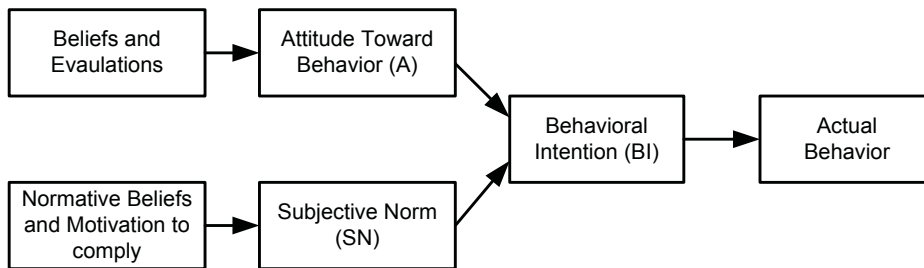 Beliefs and
Evaulations
Attitude Toward
Behavior (A)
Behavioral
Intention (BI)
Actual
Behavior
Normative Beliefs
and Motivation to
comply
Subjective Norm
(SN)